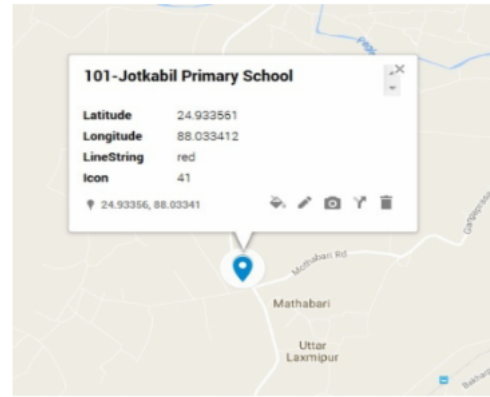 101-Jotkabil Primary School
Latitude 24.933561
Longitude 88.033412
LineString red
Icon 41
24.93356, 88.03341
Mothabari Rd
Mathabari
Uttar
Laxmipur